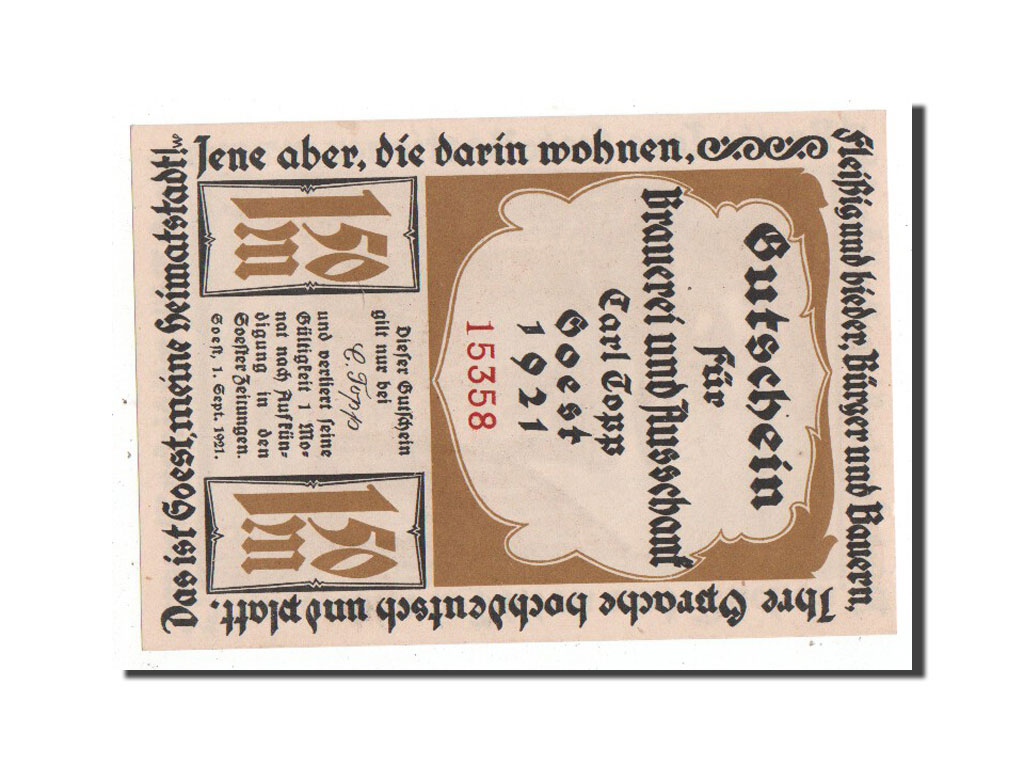 Jene aber, die darin wohnen,
Fleißig und bieder, Bürger und Bauern,
Ihre Sprache hochdeutsch und platt.
Das ist Soest, meine Heimatstadt!
Gutschein
für
Brauerei und Ausschank
Carl Topp
Soest
1921
15358
1 50
m
Dieser Gutschein
gilt nur bei
C. Topp
und verliert seine
Gültigkeit 1 Mo-
nat nach Aufkün-
digung in den
Soester Zeitungen.
Soest, 1. Sept. 1921.
1 50
m